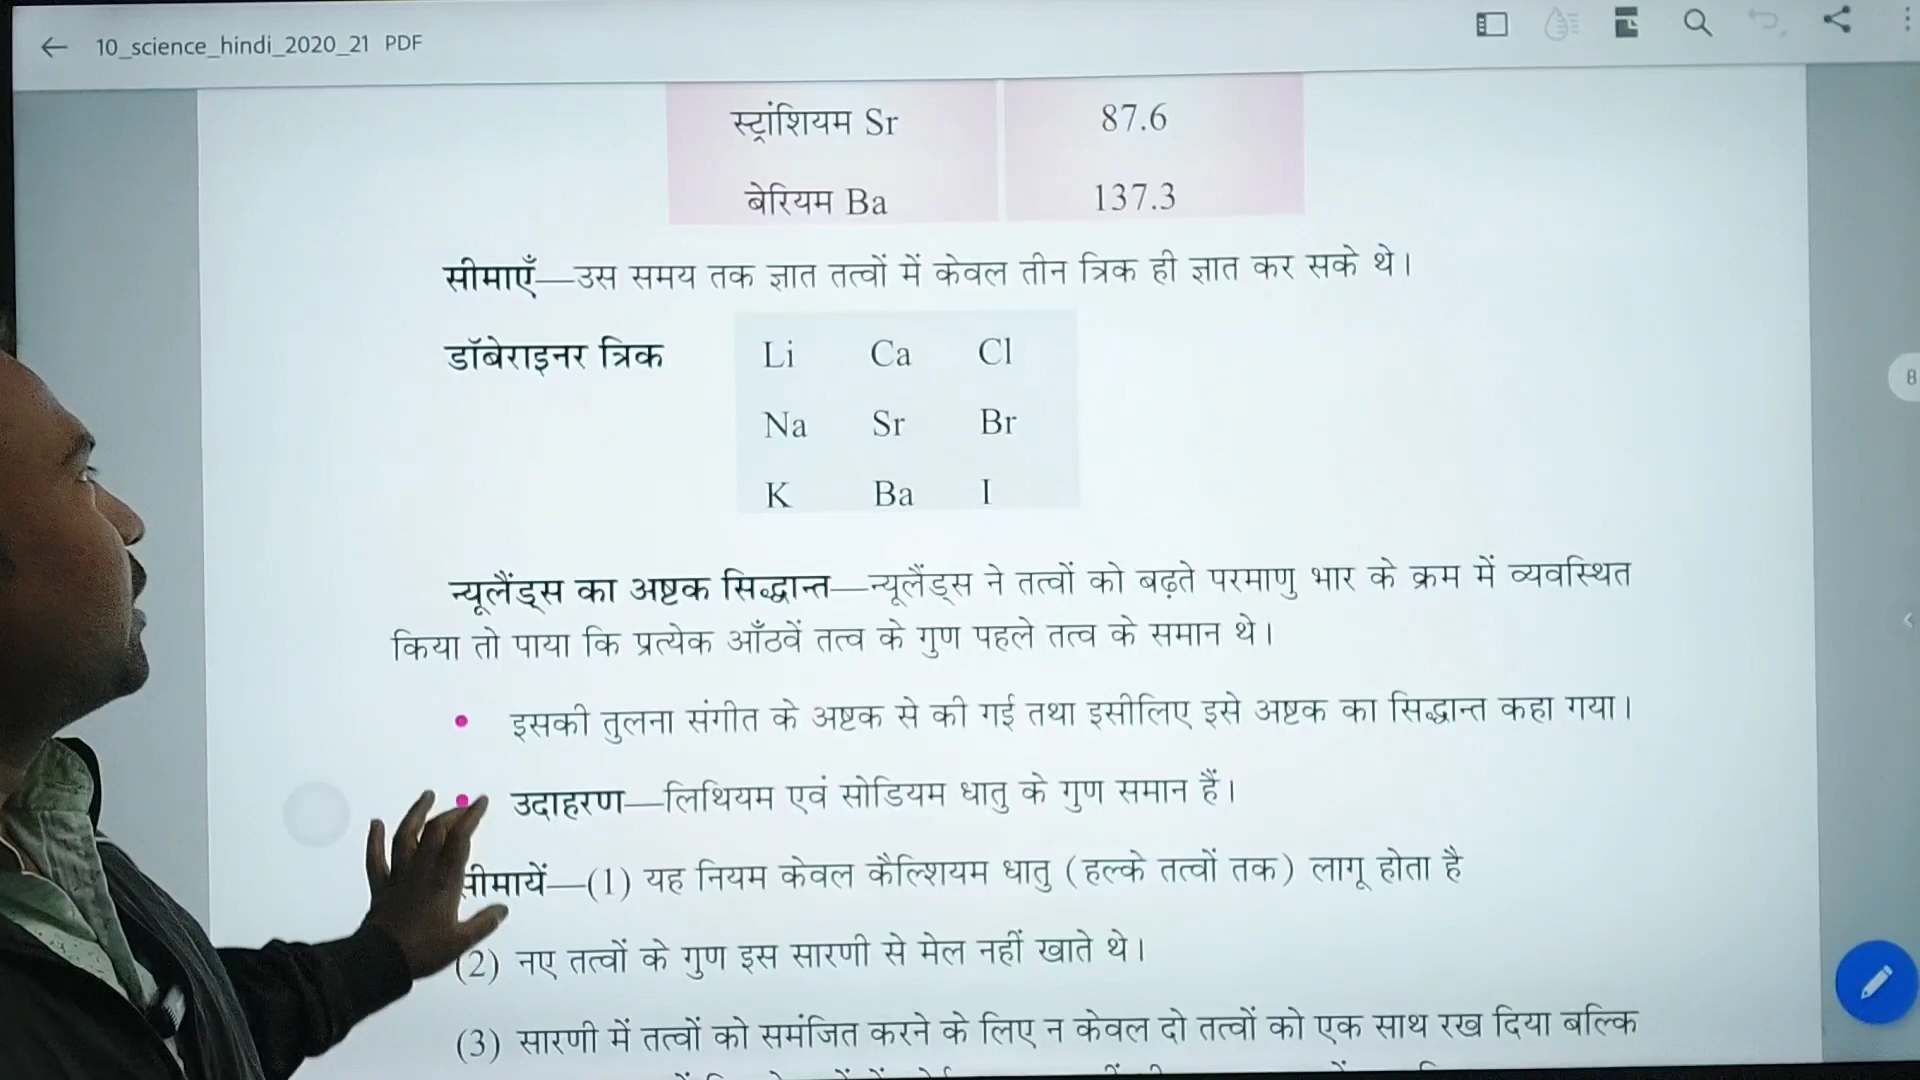 10_science_hindi_2020_21 PDF
स्ट्रांशियम Sr 87.6
बेरियम Ba 137.3
सीमाएँ—उस समय तक ज्ञात तत्वों में केवल तीन त्रिक ही ज्ञात कर सके थे।
डॉबेराइनर त्रिक Li Ca Cl
Na Sr Br
K Ba I
न्यूलैंड्स का अष्टक सिद्धान्त—न्यूलैंड्स ने तत्वों को बढ़ते परमाणु भार के क्रम में व्यवस्थित
किया तो पाया कि प्रत्येक आँठवें तत्व के गुण पहले तत्व के समान थे।
• इसकी तुलना संगीत के अष्टक से की गई तथा इसीलिए इसे अष्टक का सिद्धान्त कहा गया।
• उदाहरण—लिथियम एवं सोडियम धातु के गुण समान हैं।
सीमायें—(1) यह नियम केवल कैल्शियम धातु (हल्के तत्वों तक) लागू होता है
(2) नए तत्वों के गुण इस सारणी से मेल नहीं खाते थे।
(3) सारणी में तत्वों को समंजित करने के लिए न केवल दो तत्वों को एक साथ रख दिया बल्कि
8